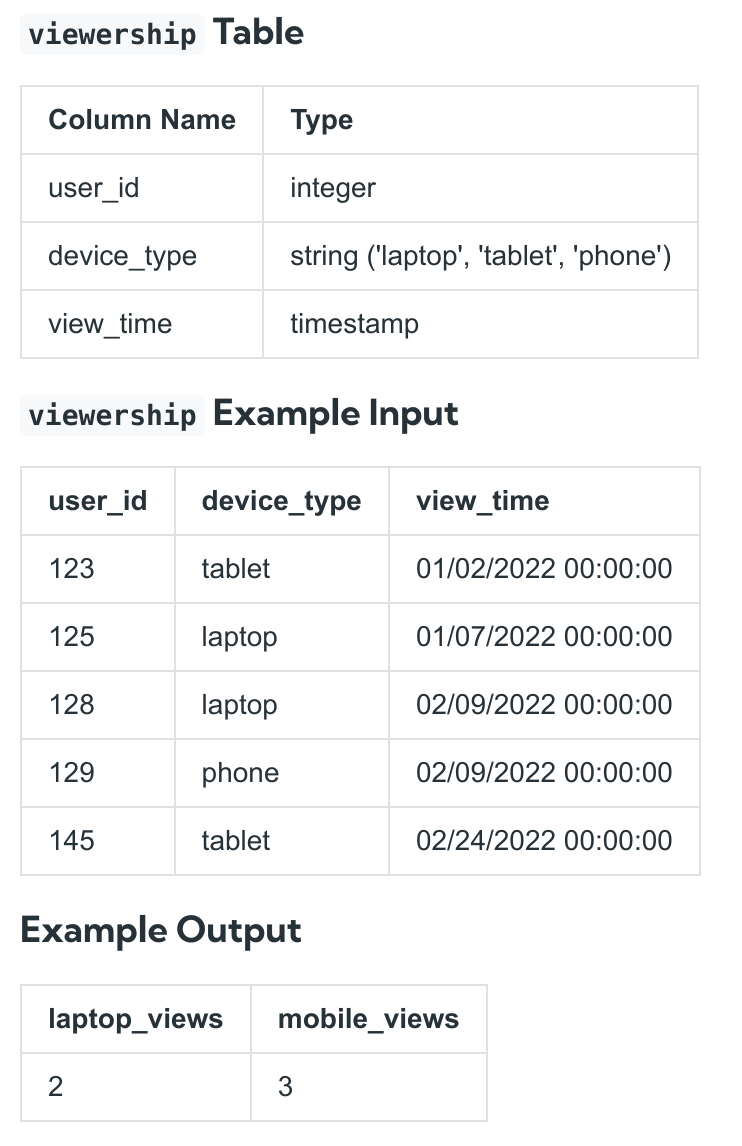 viewership Table
Column Name Type
user_id integer
device_type string ('laptop', 'tablet', 'phone')
view_time timestamp
viewership Example Input
user_id device_type view_time
123 tablet 01/02/2022 00:00:00
125 laptop 01/07/2022 00:00:00
128 laptop 02/09/2022 00:00:00
129 phone 02/09/2022 00:00:00
145 tablet 02/24/2022 00:00:00
Example Output
laptop_views mobile_views
2 3